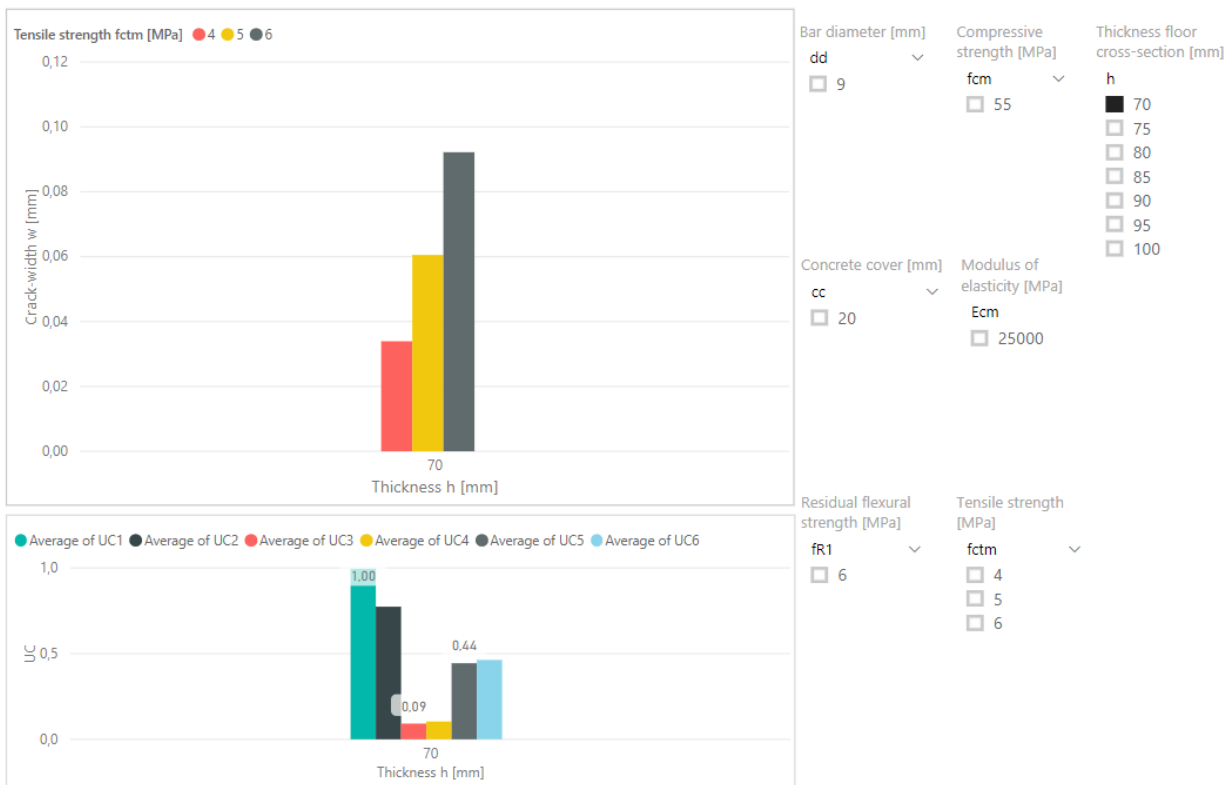 Tensile strength fctm [MPa] 4 5 6
0,12
0,10
0,08
0,06
0,04
0,02
0,00
Crack-width w [mm]
70
Thickness h [mm]
Average of UC1 Average of UC2 Average of UC3 Average of UC4 Average of UC5 Average of UC6
1,0
0,5
0,0
UC
1,00
0,09
0,44
70
Thickness h [mm]
Bar diameter [mm]
dd
9
Compressive
strength [MPa]
fcm
55
Thickness floor
cross-section [mm]
h
70
75
80
85
90
95
100
Concrete cover [mm]
cc
20
Modulus of
elasticity [MPa]
Ecm
25000
Residual flexural
strength [MPa]
fR1
6
Tensile strength
[MPa]
fctm
4
5
6